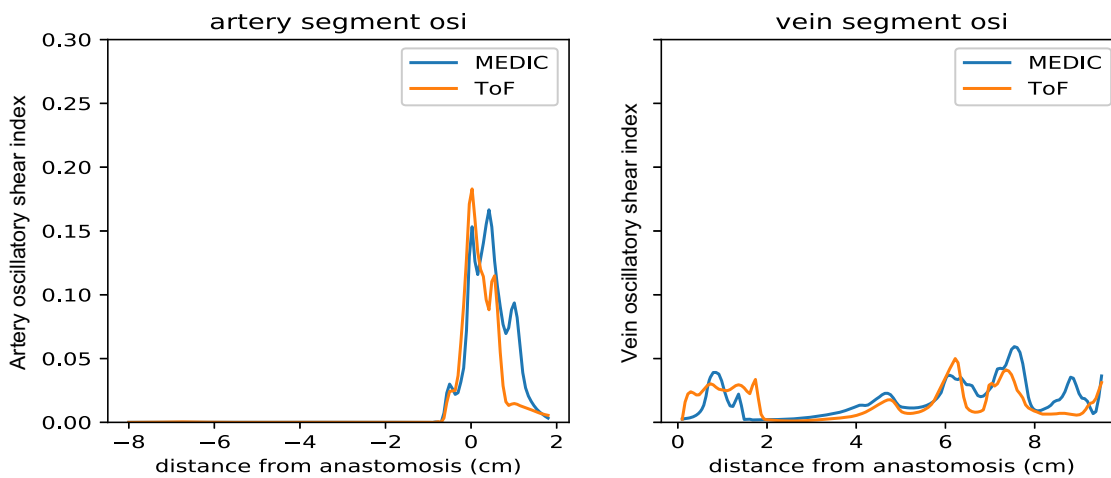 artery segment osi
vein segment osi
0.30
0.25
0.20
0.15
0.10
0.05
0.00
Artery oscillatory shear index
MEDIC
ToF
−8
−6
−4
−2
0
2
distance from anastomosis (cm)
Vein oscillatory shear index
MEDIC
ToF
0
2
4
6
8
distance from anastomosis (cm)